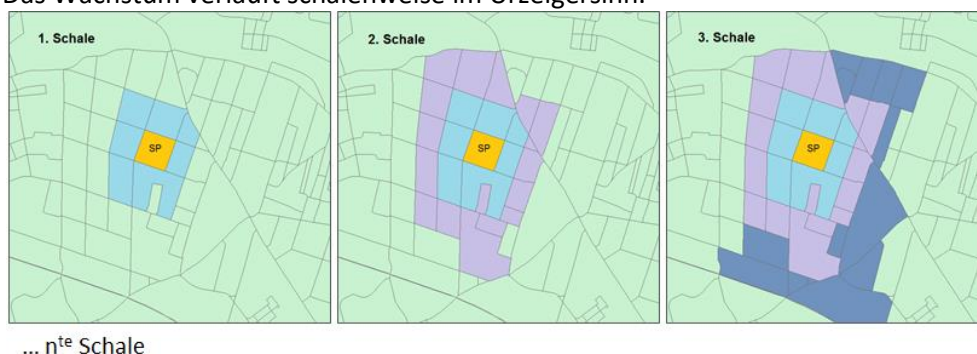 Das Wachstum verläuft schalenweise im Urzeigersinn:
1. Schale
SP
2. Schale
SP
3. Schale
SP
... nte Schale